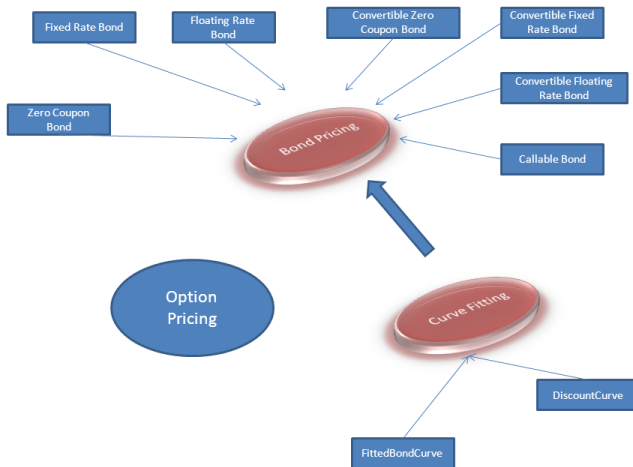 Fixed Rate Bond
Floating Rate
Bond
Convertible Zero
Coupon Bond
Convertible Fixed
Rate Bond
Convertible Floating
Rate Bond
Zero Coupon
Bond
Bond Pricing
Callable Bond
Option
Pricing
Curve Fitting
DiscountCurve
FittedBondCurve